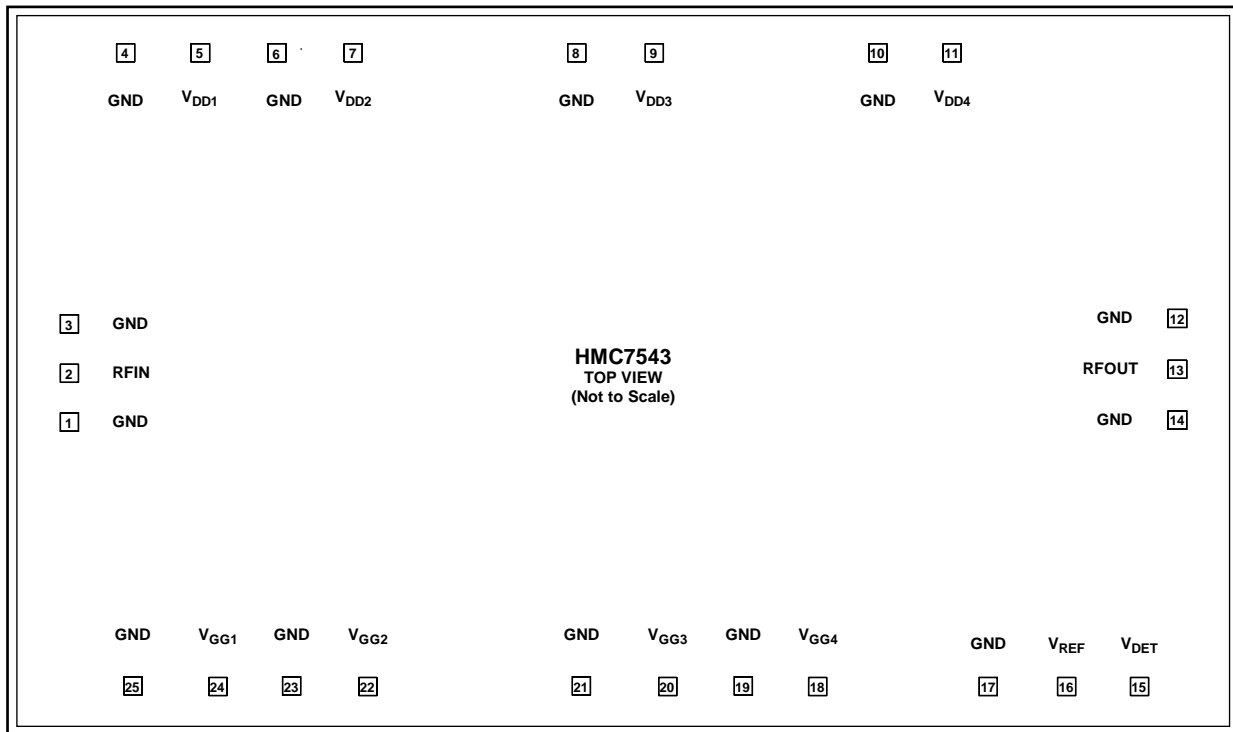 4 5 6 7 8 9 10 11
GND VDD1 GND VDD2 GND VDD3 GND VDD4
3 GND GND 12
HMC7543
2 RFIN RFOUT 13
TOP VIEW
(Not to Scale)
1 GND GND 14
GND VGG1 GND VGG2 GND VGG3 GND VGG4 GND VREF VDET
25 24 23 22 21 20 19 18 17 16 15